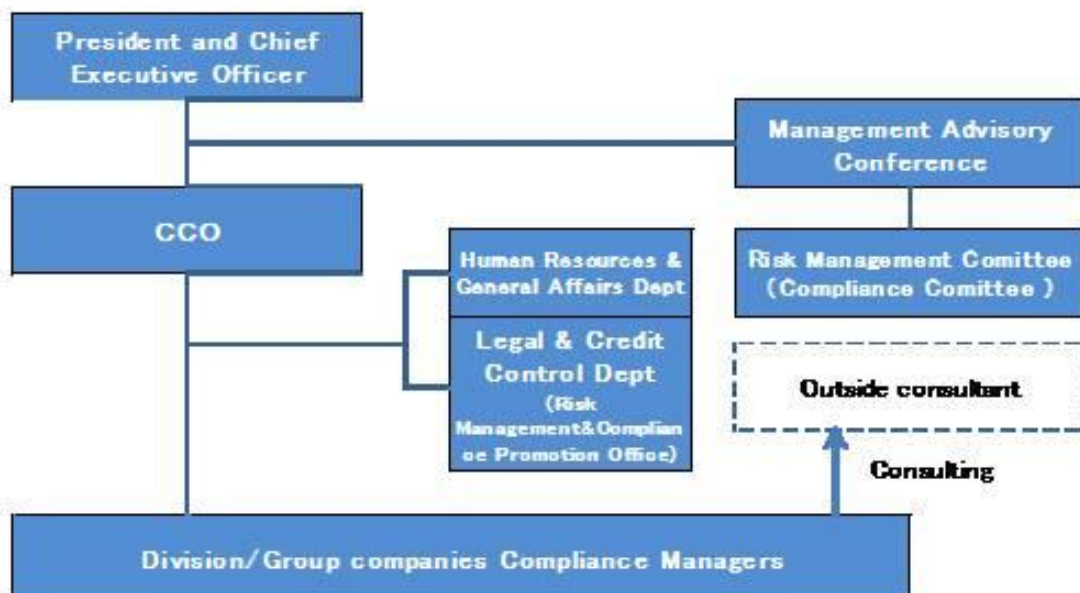 President and Chief
Executive Officer
Management Advisory
Conference
CCO
Human Resources &
General Affairs Dept
Risk Management Comittee
(Compliance Comittee )
Legal & Credit
Control Dept
(Risk
Management&Complian
ce Promotion Office)
Outside consultant
Consulting
Division/Group companies Compliance Managers